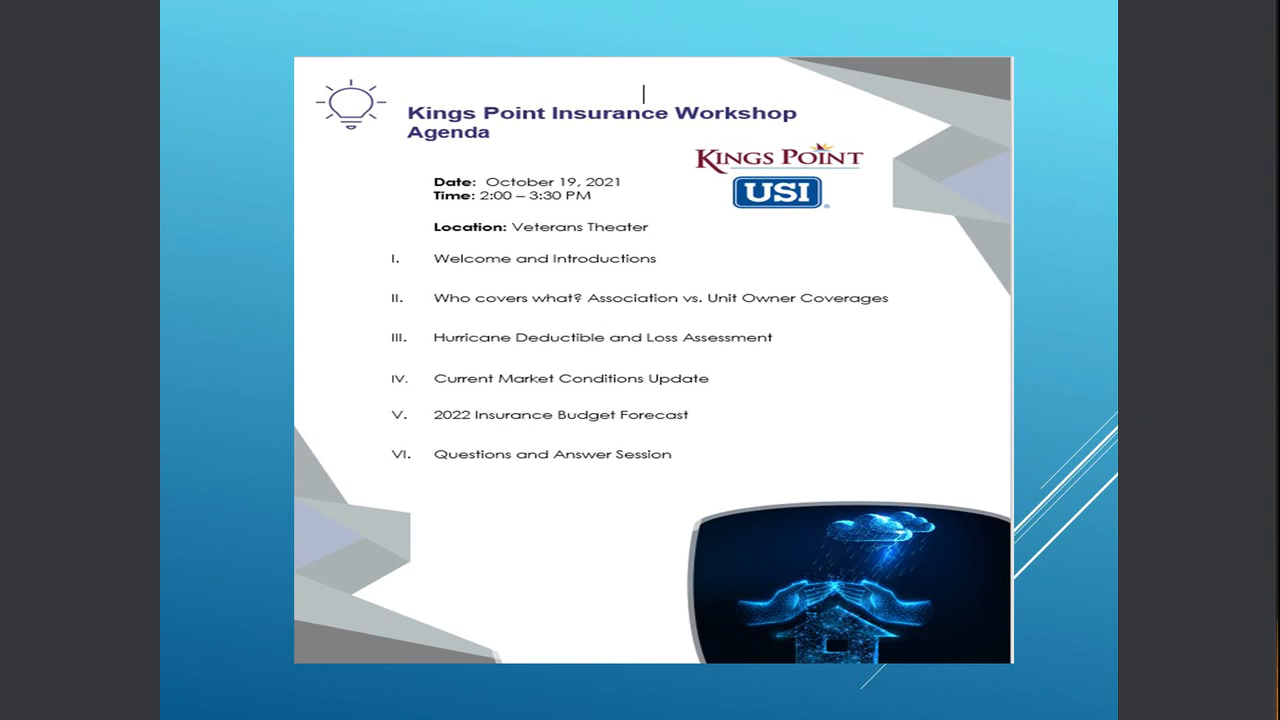 Kings Point Insurance Workshop
Agenda
KINGS POINT
USI
Date: October 19, 2021
Time: 2:00 – 3:30 PM
Location: Veterans Theater
I. Welcome and Introductions
II. Who covers what? Association vs. Unit Owner Coverages
III. Hurricane Deductible and Loss Assessment
IV. Current Market Conditions Update
V. 2022 Insurance Budget Forecast
VI. Questions and Answer Session